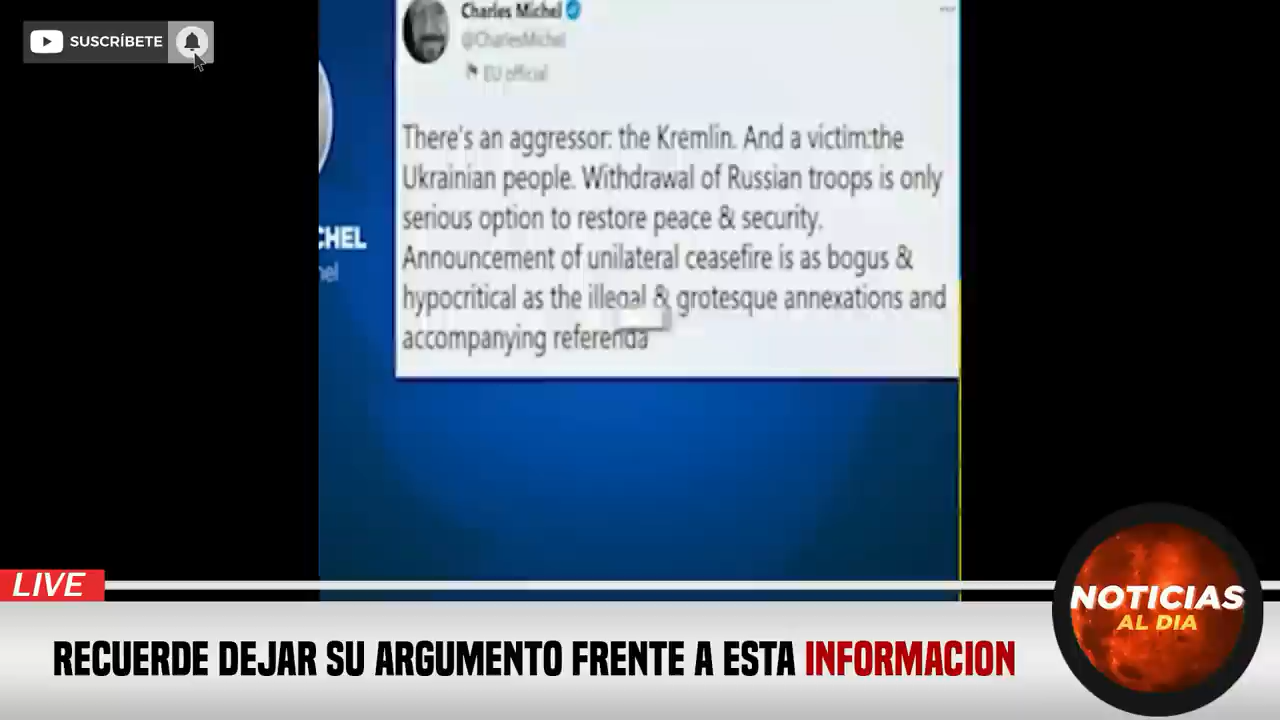 SUSCRÍBETE
Charles Michel
@CharlesMichel
EU official
There's an aggressor: the Kremlin. And a victim:the
Ukrainian people. Withdrawal of Russian troops is only
serious option to restore peace & security.
Announcement of unilateral ceasefire is as bogus &
hypocritical as the illegal & grotesque annexations and
accompanying referenda
CHEL
hel
LIVE
NOTICIAS
AL DIA
RECUERDE DEJAR SU ARGUMENTO FRENTE A ESTA INFORMACION